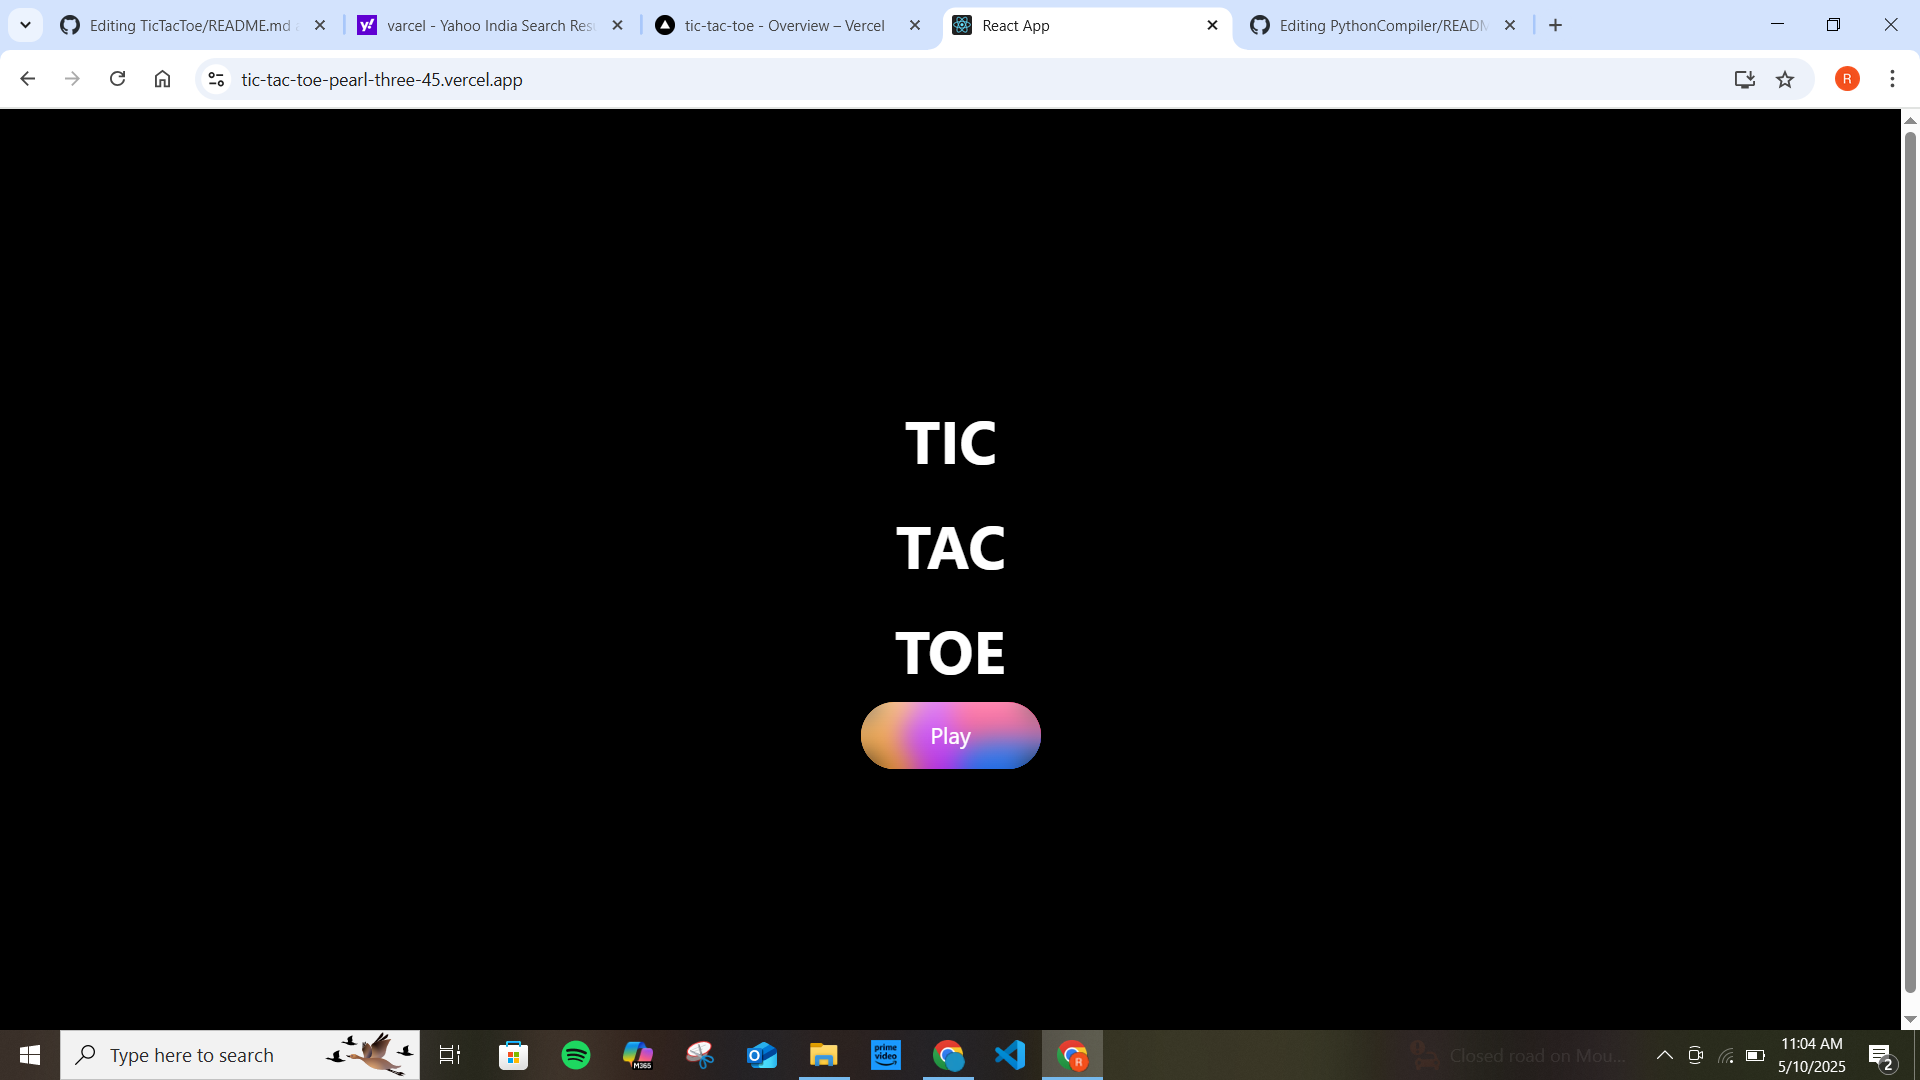 Editing TicTacToe/README.md a
varcel - Yahoo India Search Res
tic-tac-toe - Overview – Vercel
React App
Editing PythonCompiler/READM
tic-tac-toe-pearl-three-45.vercel.app
R
TIC
TAC
TOE
Play
Type here to search
M365
prime video
R
Closed road on Mou...
11:04 AM
5/10/2025
2